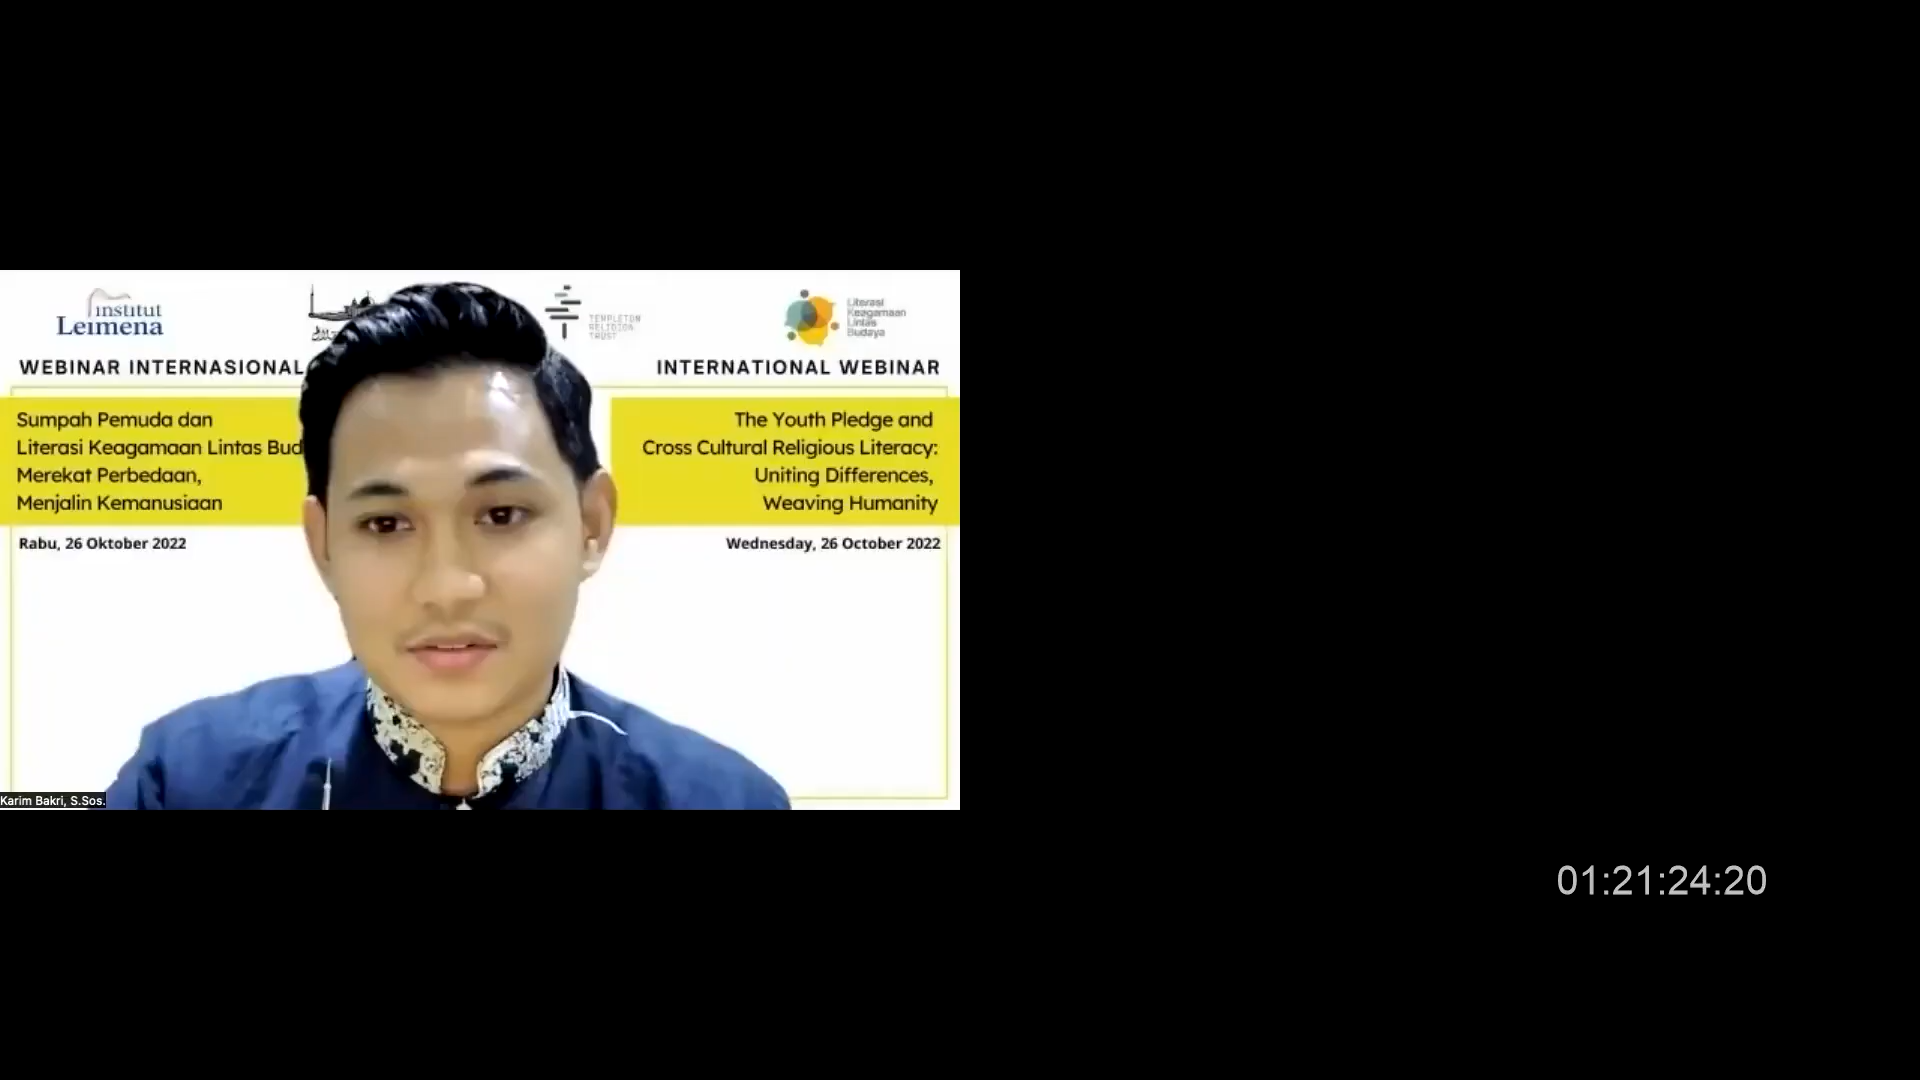 institut
Leimena
TEMPLETON
RELIGION
TRUST
Literasi
Keagamaan
Lintas
Budaya
WEBINAR INTERNASIONAL
INTERNATIONAL WEBINAR
Sumpah Pemuda dan
Literasi Keagamaan Lintas Bud
Merekat Perbedaan,
Menjalin Kemanusiaan
The Youth Pledge and
Cross Cultural Religious Literacy:
Uniting Differences,
Weaving Humanity
Rabu, 26 Oktober 2022
Wednesday, 26 October 2022
Karim Bakri, S.Sos.
01:21:24:20